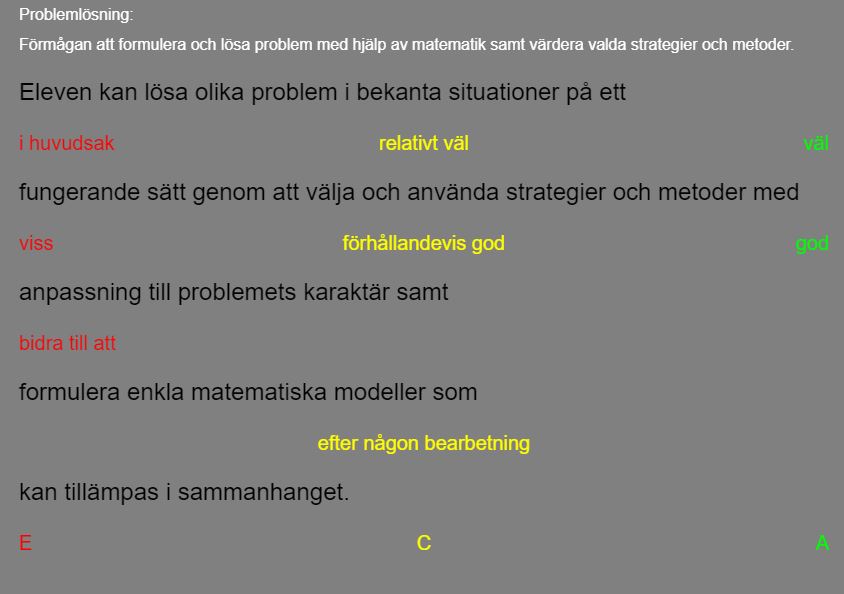 Problemlösning:
Förmågan att formulera och lösa problem med hjälp av matematik samt värdera valda strategier och metoder.
Eleven kan lösa olika problem i bekanta situationer på ett
i huvudsak relativt väl väl
fungerande sätt genom att välja och använda strategier och metoder med
viss förhållandevis god god
anpassning till problemets karaktär samt
bidra till att
formulera enkla matematiska modeller som
efter någon bearbetning
kan tillämpas i sammanhanget.
E C A